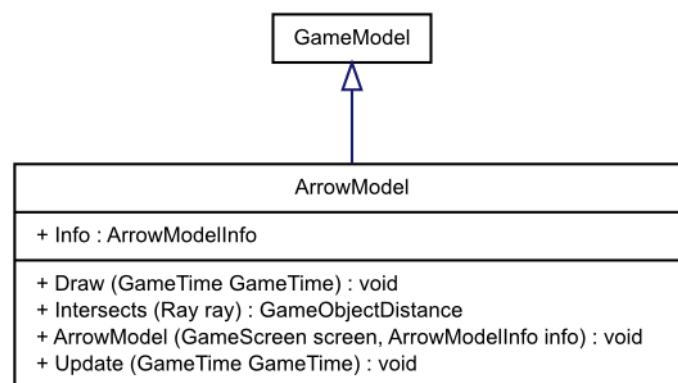 GameModel
ArrowModel
+ Info : ArrowModelInfo
+ Draw (GameTime GameTime) : void
+ Intersects (Ray ray) : GameObjectDistance
+ ArrowModel (GameScreen screen, ArrowModelInfo info) : void
+ Update (GameTime GameTime) : void